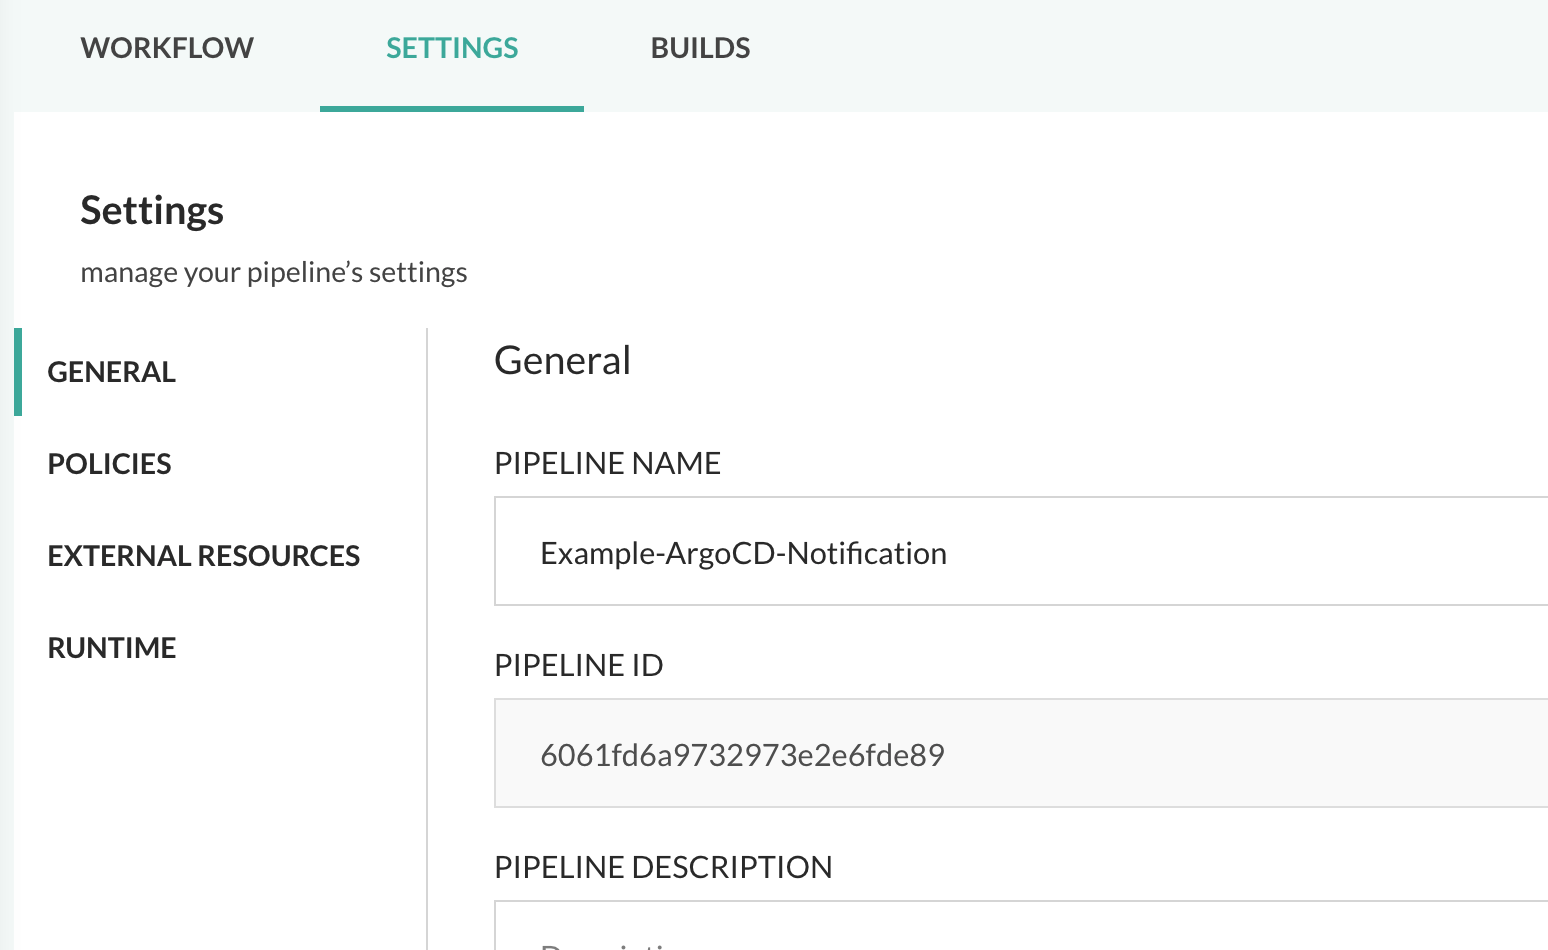 WORKFLOW SETTINGS BUILDS
Settings
manage your pipeline’s settings
GENERAL
POLICIES
EXTERNAL RESOURCES
RUNTIME
General
PIPELINE NAME
Example-ArgoCD-Notification
PIPELINE ID
6061fd6a9732973e2e6fde89
PIPELINE DESCRIPTION